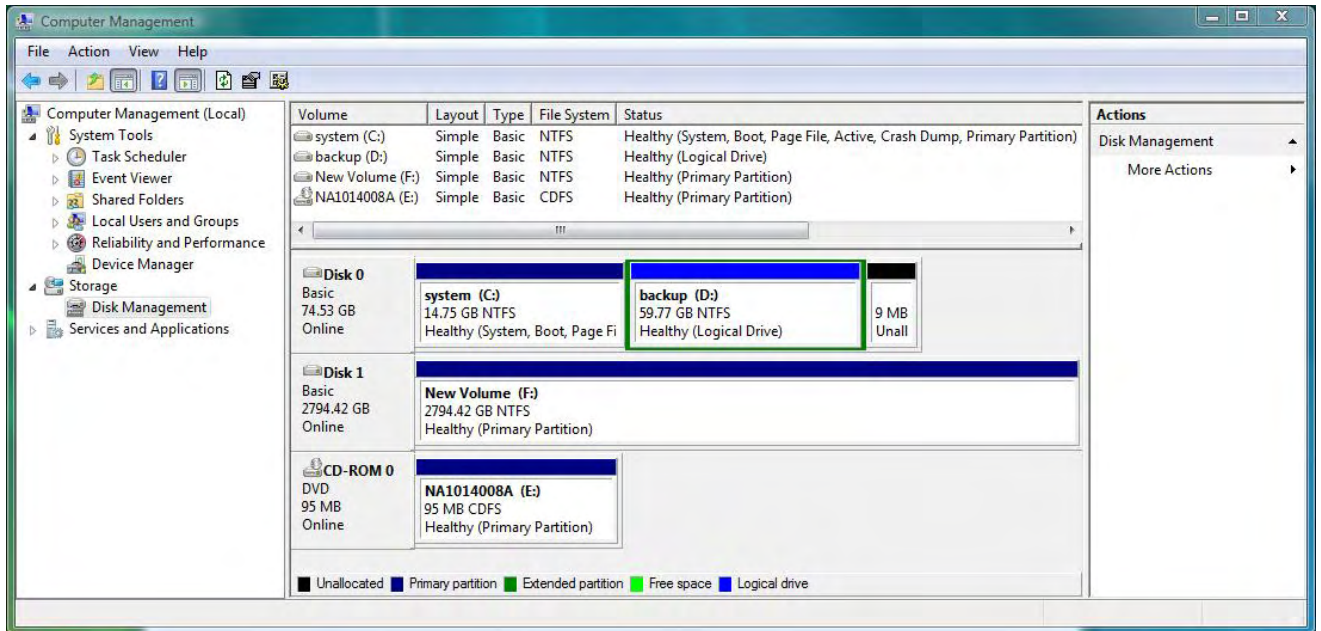 Computer Management
File Action View Help
Computer Management (Local)
System Tools
Task Scheduler
Event Viewer
Shared Folders
Local Users and Groups
Reliability and Performance
Device Manager
Storage
Disk Management
Services and Applications
Volume Layout Type File System Status
system (C:) Simple Basic NTFS Healthy (System, Boot, Page File, Active, Crash Dump, Primary Partition)
backup (D:) Simple Basic NTFS Healthy (Logical Drive)
New Volume (F:) Simple Basic NTFS Healthy (Primary Partition)
NA1014008A (E:) Simple Basic CDFS Healthy (Primary Partition)
Disk 0
Basic
74.53 GB
Online
system (C:)
14.75 GB NTFS
Healthy (System, Boot, Page Fi
backup (D:)
59.77 GB NTFS
Healthy (Logical Drive)
9 MB
Unall
Disk 1
Basic
2794.42 GB
Online
New Volume (F:)
2794.42 GB NTFS
Healthy (Primary Partition)
CD-ROM 0
DVD
95 MB
Online
NA1014008A (E:)
95 MB CDFS
Healthy (Primary Partition)
Unallocated Primary partition Extended partition Free space Logical drive
Actions
Disk Management
More Actions